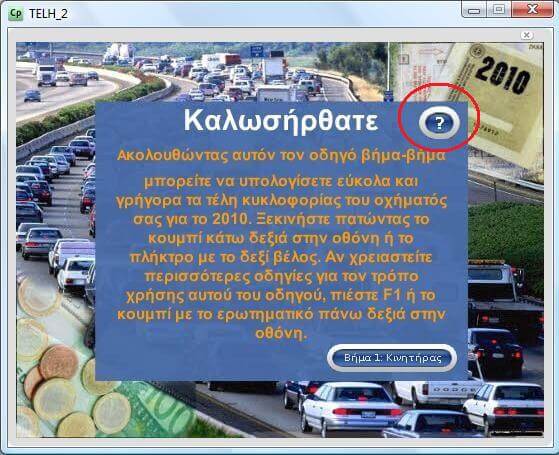 Cp TELH_2
2010
Καλωσήρθατε
?
Ακολουθώντας αυτόν τον οδηγό βήμα-βήμα
μπορείτε να υπολογίσετε εύκολα και
γρήγορα τα τέλη κυκλοφορίας του οχήματός
σας για το 2010. Ξεκινήστε πατώντας το
κουμπί κάτω δεξιά στην οθόνη ή το
πλήκτρο με το δεξί βέλος. Αν χρειαστείτε
περισσότερες οδηγίες για τον τρόπο
χρήσης αυτού του οδηγού, πιέστε F1 ή το
κουμπί με το ερωτηματικό πάνω δεξιά στην
οθόνη.
Βήμα 1: Κινητήρας